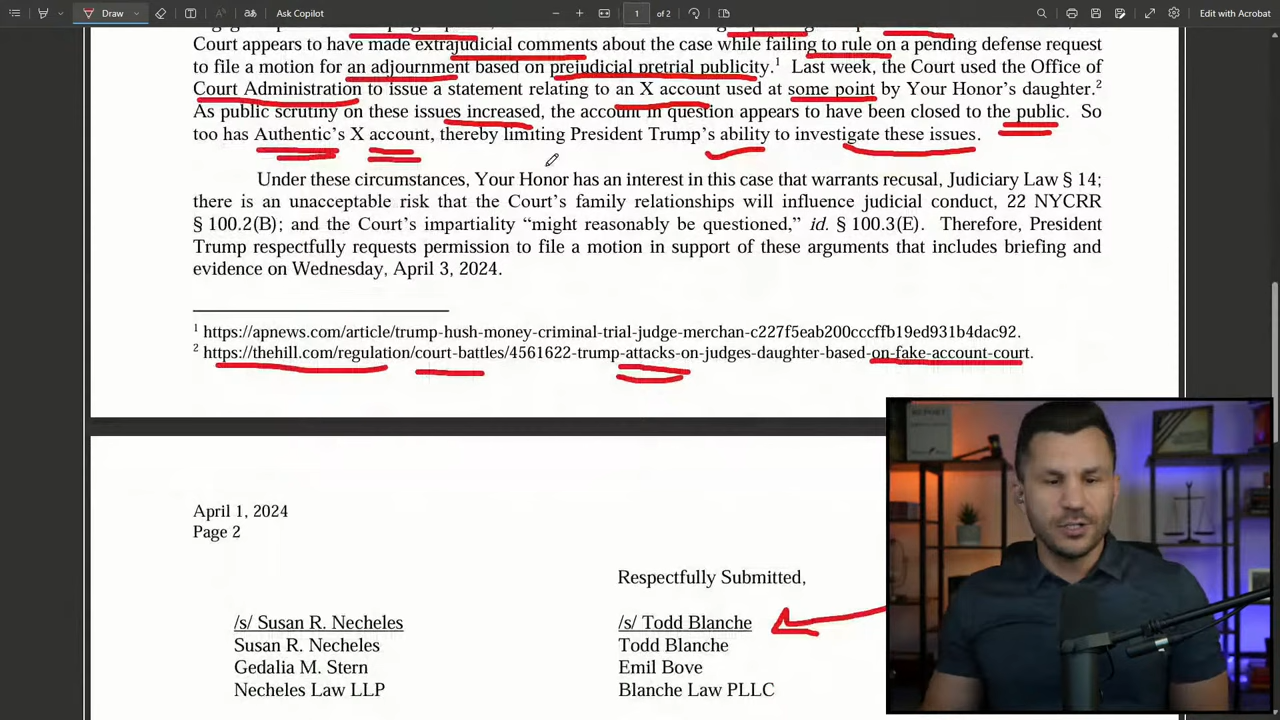 Draw
Ask Copilot
1
of 2
Edit with Acrobat
Court appears to have made extrajudicial comments about the case while failing to rule on a pending defense request
to file a motion for an adjournment based on prejudicial pretrial publicity.1 Last week, the Court used the Office of
Court Administration to issue a statement relating to an X account used at some point by Your Honor's daughter.2
As public scrutiny on these issues increased, the account in question appears to have been closed to the public. So
too has Authentic's X account, thereby limiting President Trump's ability to investigate these issues.
Under these circumstances, Your Honor has an interest in this case that warrants recusal, Judiciary Law § 14;
there is an unacceptable risk that the Court's family relationships will influence judicial conduct, 22 NYCRR
§ 100.2(B); and the Court's impartiality “might reasonably be questioned,” id. § 100.3(E). Therefore, President
Trump respectfully requests permission to file a motion in support of these arguments that includes briefing and
evidence on Wednesday, April 3, 2024.
1 https://apnews.com/article/trump-hush-money-criminal-trial-judge-merchan-c227f5eab200cccffb19ed931b4dac92.
2 https://thehill.com/regulation/court-battles/4561622-trump-attacks-on-judges-daughter-based-on-fake-account-court.
April 1, 2024
Page 2
Respectfully Submitted,
/s/ Susan R. Necheles
Susan R. Necheles
Gedalia M. Stern
Necheles Law LLP
/s/ Todd Blanche
Todd Blanche
Emil Bove
Blanche Law PLLC